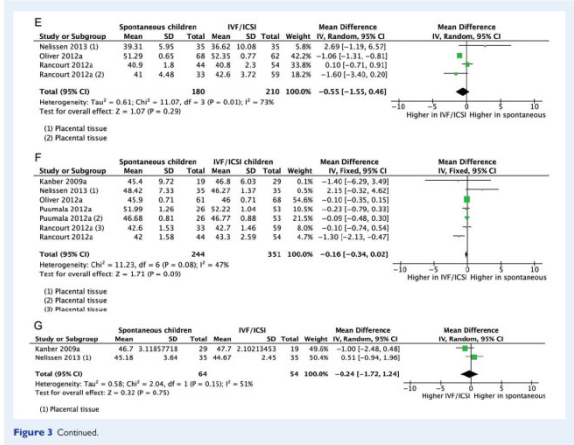 E
Spontaneous children IVF/ICSI Mean Difference Mean Difference
Study or Subgroup Mean SD Total Mean SD Total Weight IV, Random, 95% CI IV, Random, 95% CI
Nelissen 2013 (1) 39.31 5.95 35 36.62 10.08 35 5.8% 2.69 [-1.19, 6.57]
Oliver 2012a 51.29 0.65 68 52.35 0.77 62 42.2% -1.06 [-1.31, -0.81]
Rancourt 2012a 40.9 1.8 44 40.8 2.3 54 33.7% 0.10 [-0.71, 0.91]
Rancourt 2012a (2) 41 4.48 33 42.6 3.72 59 18.2% -1.60 [-3.40, 0.20]
Total (95% CI) 180 210 100.0% -0.55 [-1.55, 0.46]
Heterogeneity: Tau² = 0.61; Chi² = 11.07, df = 3 (P = 0.01); I² = 73%
Test for overall effect: Z = 1.07 (P = 0.29)
-10 -5 0 5 10
Higher in IVF/ICSI Higher in spontaneous
(1) Placental tissue
(2) Placental tissue
F
Spontaneous children IVF/ICSI children Mean Difference Mean Difference
Study or Subgroup Mean SD Total Mean SD Total Weight IV, Fixed, 95% CI IV, Fixed, 95% CI
Kanber 2009a 45.4 9.72 19 46.8 6.03 29 0.1% -1.40 [-6.29, 3.49]
Nelissen 2013 (1) 48.42 7.33 35 46.27 1.37 35 0.5% 2.15 [-0.32, 4.62]
Oliver 2012a 45.9 0.71 61 46 0.71 68 54.6% -0.10 [-0.35, 0.15]
Puumala 2012a 51.99 1.26 26 52.22 1.04 53 10.3% -0.23 [-0.79, 0.33]
Puumala 2012a (2) 46.68 0.81 26 46.77 0.88 53 21.5% -0.09 [-0.48, 0.30]
Rancourt 2012a (3) 42.6 1.53 33 42.7 1.46 59 8.3% -0.10 [-0.74, 0.54]
Rancourt 2012a 42 1.58 44 43.3 2.59 54 4.7% -1.30 [-2.13, -0.47]
Total (95% CI) 244 351 100.0% -0.16 [-0.34, 0.02]
Heterogeneity: Chi² = 11.23, df = 6 (P = 0.08); I² = 47%
Test for overall effect: Z = 1.71 (P = 0.09)
-10 -5 0 5 10
Higher in IVF/ICSI Higher in spontaneous
(1) Placental tissue
(2) Placental tissue
(3) Placental tissue
G
Spontaneous children IVF/ICSI Mean Difference Mean Difference
Study or Subgroup Mean SD Total Mean SD Total Weight IV, Random, 95% CI IV, Random, 95% CI
Kanber 2009a 46.7 3.11857718 29 47.7 2.10213453 19 49.6% -1.00 [-2.48, 0.48]
Nelissen 2013 (1) 45.18 3.64 35 44.67 2.45 35 50.4% 0.51 [-0.94, 1.96]
Total (95% CI) 64 54 100.0% -0.24 [-1.72, 1.24]
Heterogeneity: Tau² = 0.58; Chi² = 2.04, df = 1 (P = 0.15); I² = 51%
Test for overall effect: Z = 0.32 (P = 0.75)
-10 -5 0 5 10
Higher IVF/ICSI Higher in spontaneous
(1) Placental tissue
Figure 3 Continued.